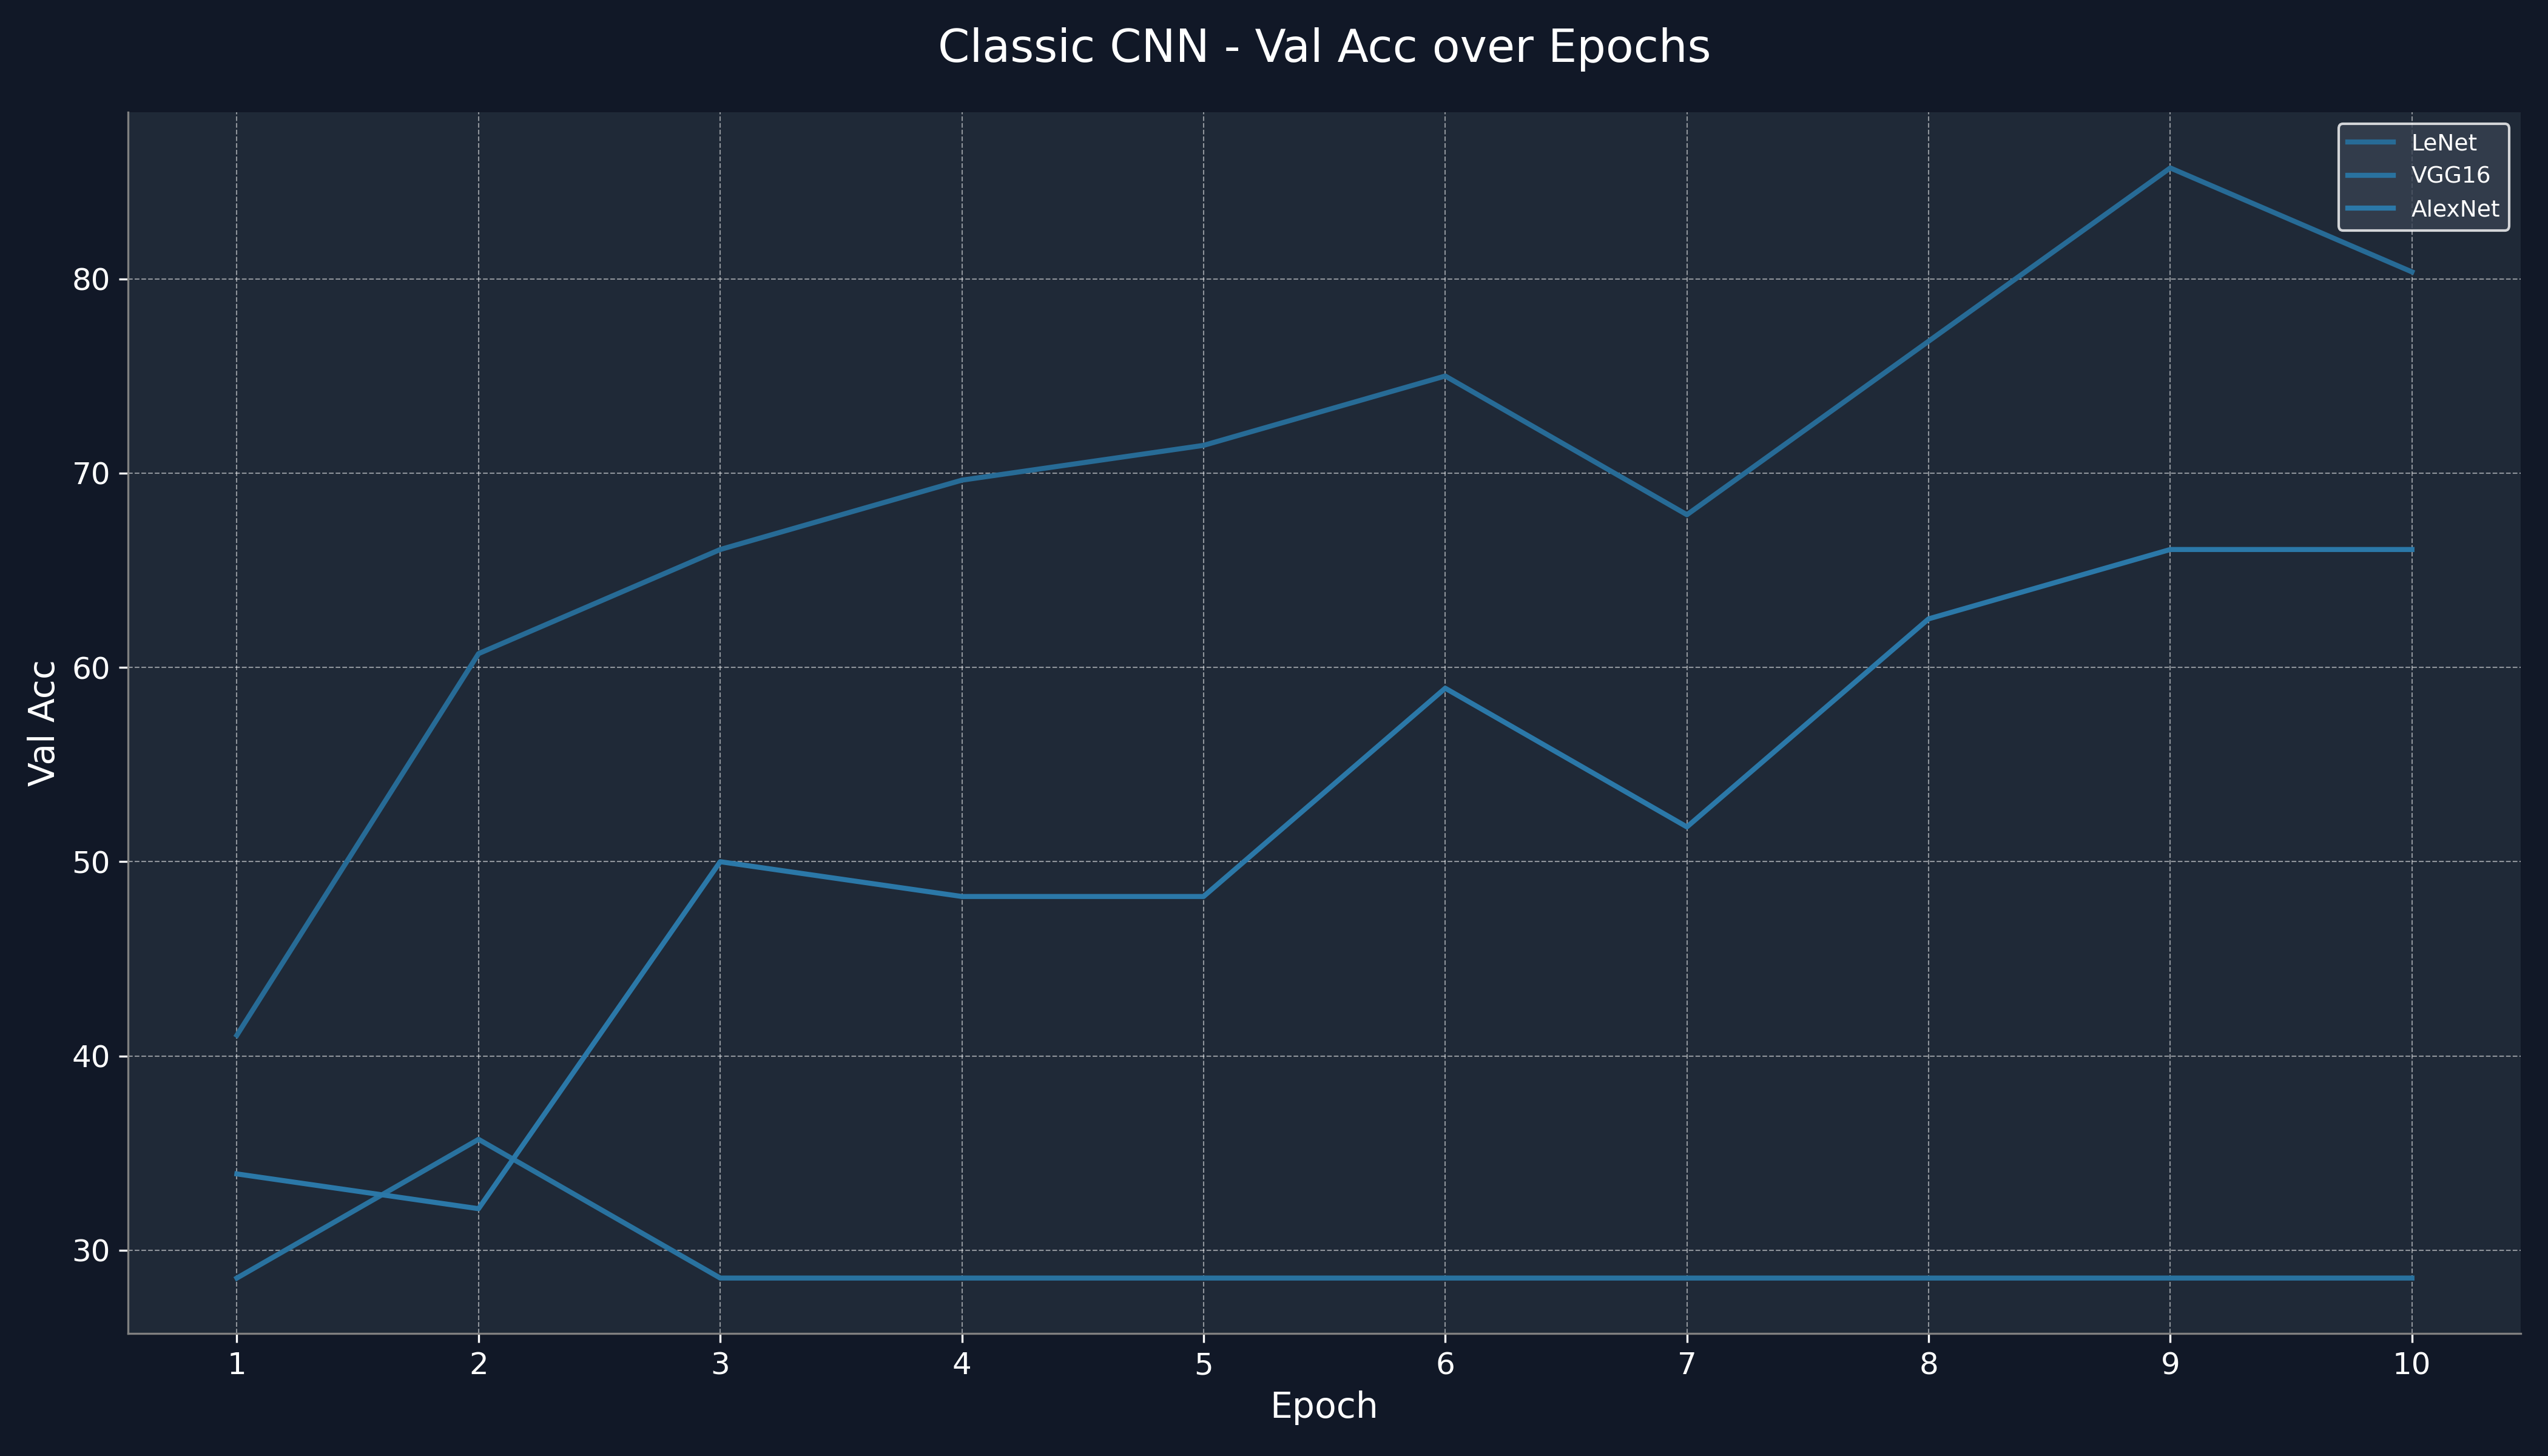 Classic CNN - Val Acc over Epochs
LeNet
VGG16
AlexNet
80
70
60
50
40
30
Val Acc
1 2 3 4 5 6 7 8 9 10
Epoch